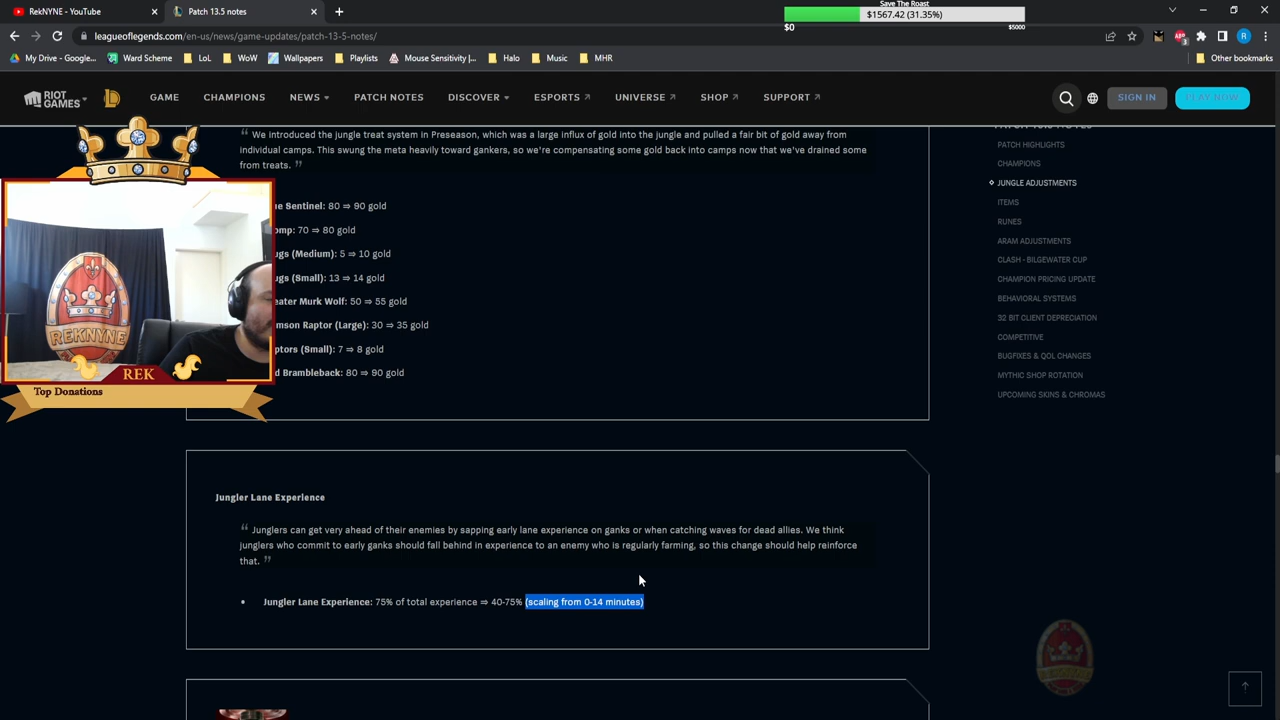 RekNYNE - YouTube
Patch 13.5 notes
Save The Roast
$1567.42 (31.35%)
$0
$5000
leagueoflegends.com/en-us/news/game-updates/patch-13-5-notes/
My Drive - Google...
Ward Scheme
LoL
WoW
Wallpapers
Playlists
Mouse Sensitivity |...
Halo
Music
MHR
Other bookmarks
RIOT GAMES
GAME
CHAMPIONS
NEWS
PATCH NOTES
DISCOVER
ESPORTS
UNIVERSE
SHOP
SUPPORT
SIGN IN
PLAY NOW
We introduced the jungle treat system in Preseason, which was a large influx of gold into the jungle and pulled a fair bit of gold away from
individual camps. This swung the meta heavily toward gankers, so we're compensating some gold back into camps now that we've drained some
from treats.
ue Sentinel: 80 ⇒ 90 gold
omp: 70 ⇒ 80 gold
ugs (Medium): 5 ⇒ 10 gold
ugs (Small): 13 ⇒ 14 gold
eater Murk Wolf: 50 ⇒ 55 gold
mson Raptor (Large): 30 ⇒ 35 gold
ptors (Small): 7 ⇒ 8 gold
d Brambleback: 80 ⇒ 90 gold
REKNYNE
REK
Top Donations
Jungler Lane Experience
Junglers can get very ahead of their enemies by sapping early lane experience on ganks or when catching waves for dead allies. We think
junglers who commit to early ganks should fall behind in experience to an enemy who is regularly farming, so this change should help reinforce
that.
Jungler Lane Experience: 75% of total experience ⇒ 40-75% (scaling from 0-14 minutes)
PATCH 13.5 NOTES
PATCH HIGHLIGHTS
CHAMPIONS
JUNGLE ADJUSTMENTS
ITEMS
RUNES
ARAM ADJUSTMENTS
CLASH - BILGEWATER CUP
CHAMPION PRICING UPDATE
BEHAVIORAL SYSTEMS
32 BIT CLIENT DEPRECIATION
COMPETITIVE
BUGFIXES & QOL CHANGES
MYTHIC SHOP ROTATION
UPCOMING SKINS & CHROMAS